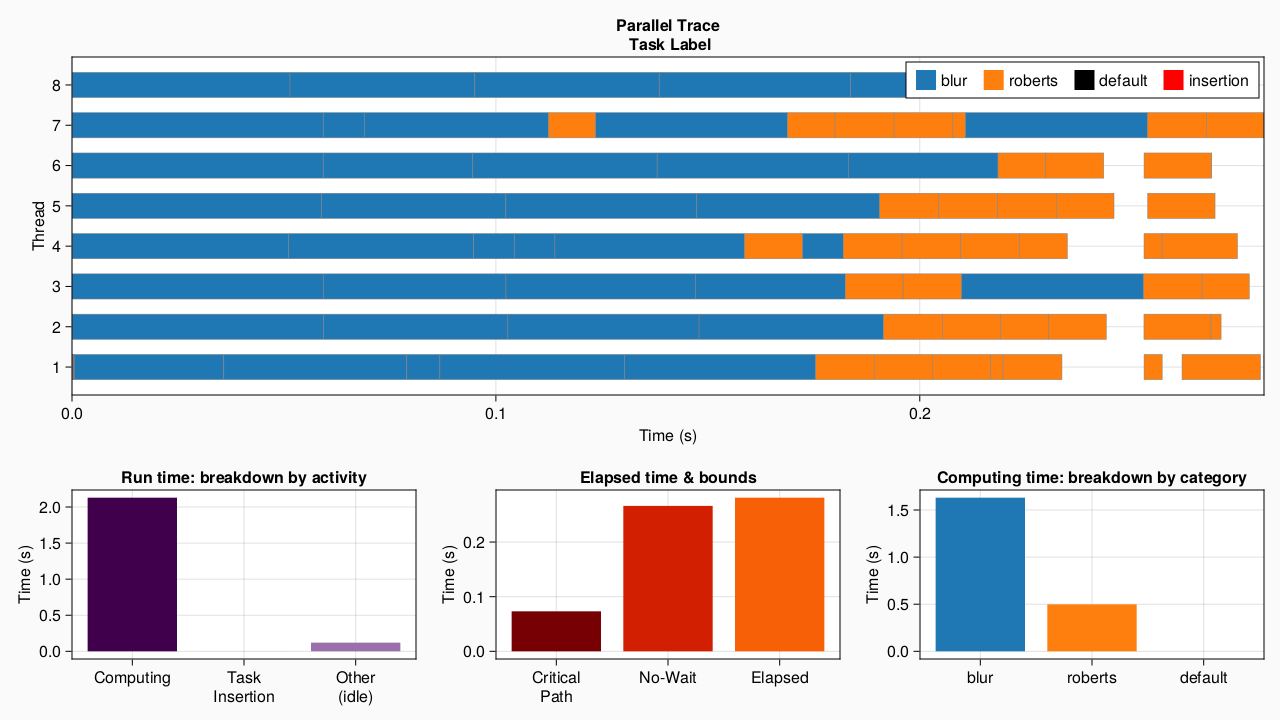 Parallel Trace
Task Label
blur roberts default insertion
8
7
6
5
4
3
2
1
Thread
0.0 0.1 0.2
Time (s)
Run time: breakdown by activity
Time (s)
2.0
1.5
1.0
0.5
0.0
Computing Task Insertion Other (idle)
Elapsed time & bounds
Time (s)
0.2
0.1
0.0
Critical Path No-Wait Elapsed
Computing time: breakdown by category
Time (s)
1.5
1.0
0.5
0.0
blur roberts default